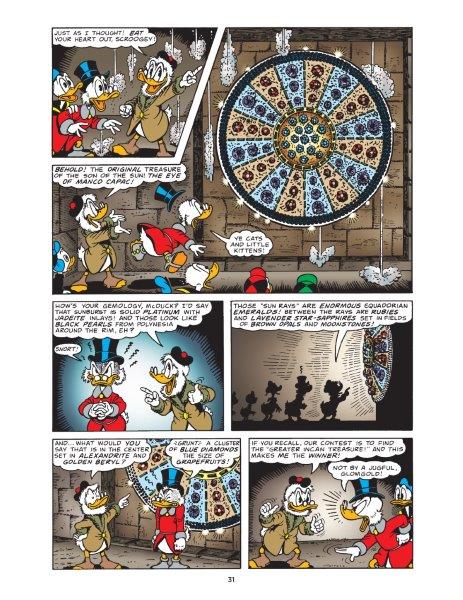 JUST AS I THOUGHT! EAT
YOUR HEART OUT, SCROOGEY!
BEHOLD! THE ORIGINAL TREASURE
OF THE SON OF THE SUN! THE EYE
OF MANCO CAPAC!
YE CATS
AND LITTLE
KITTENS!
HOW'S YOUR GEMOLOGY, McDUCK? I'D SAY
THAT SUNBURST IS SOLID PLATINUM WITH
JADEITE INLAYS! AND THOSE LOOK LIKE
BLACK PEARLS FROM POLYNESIA
AROUND THE RIM, EH?
SNORT!
THOSE "SUN RAYS" ARE ENORMOUS EQUADORIAN
EMERALDS! BETWEEN THE RAYS ARE RUBIES
AND LAVENDER STAR-SAPPHIRES SET IN FIELDS
OF BROWN OPALS AND MOONSTONES!
AND... WHAT WOULD YOU
SAY THAT IS IN THE CENTER
SET IN ALEXANDRITE AND
GOLDEN BERYL?
<GRUNT> A CLUSTER
OF BLUE DIAMONDS
THE SIZE OF
GRAPEFRUITS!
IF YOU RECALL, OUR CONTEST IS TO FIND
THE "GREATER INCAN TREASURE!" AND THIS
MAKES ME THE WINNER!
NOT BY A JUGFUL,
GLOMGOLD!
31